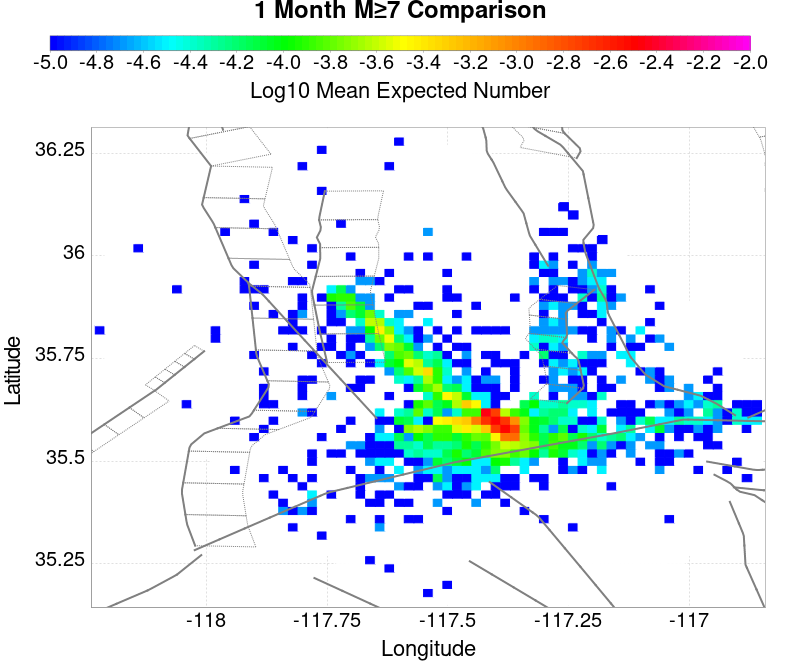 1 Month M≥7 Comparison
-5.0 -4.8 -4.6 -4.4 -4.2 -4.0 -3.8 -3.6 -3.4 -3.2 -3.0 -2.8 -2.6 -2.4 -2.2 -2.0
Log10 Mean Expected Number
36.25
36
35.75
35.5
35.25
Latitude
-118 -117.75 -117.5 -117.25 -117
Longitude